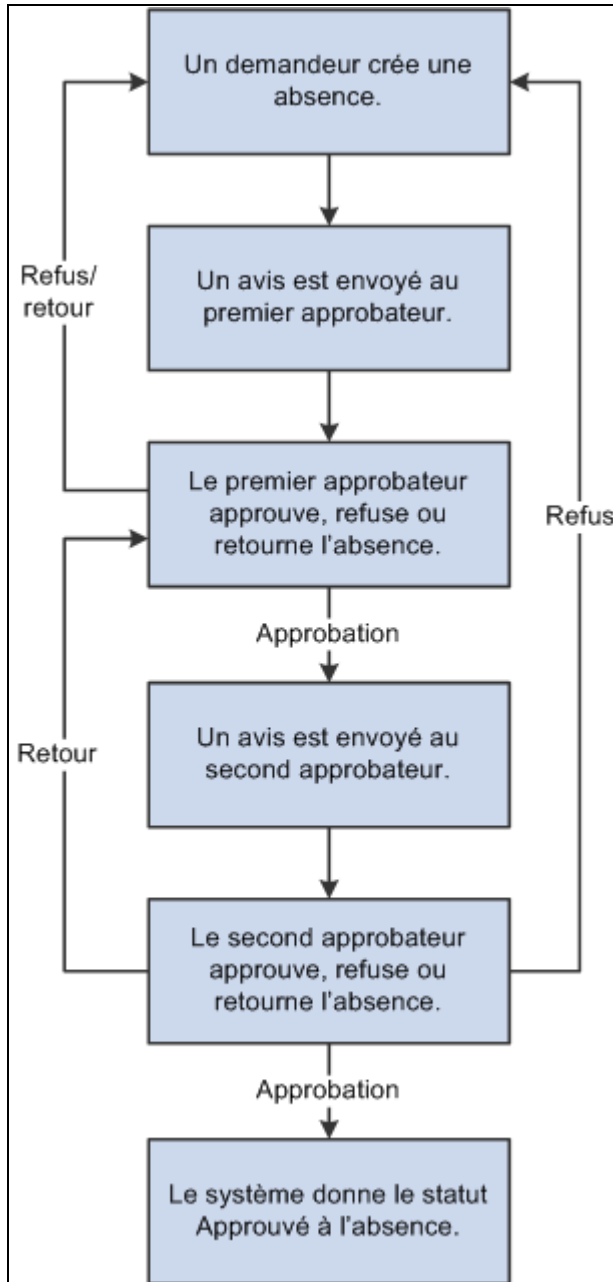 Un demandeur crée une
absence.
Un avis est envoyé au
premier approbateur.
Refus/
retour
Le premier approbateur
approuve, refuse ou
retourne l'absence.
Refus
Approbation
Un avis est envoyé au
second approbateur.
Retour
Le second approbateur
approuve, refuse ou
retourne l'absence.
Approbation
Le système donne le statut
Approuvé à l'absence.